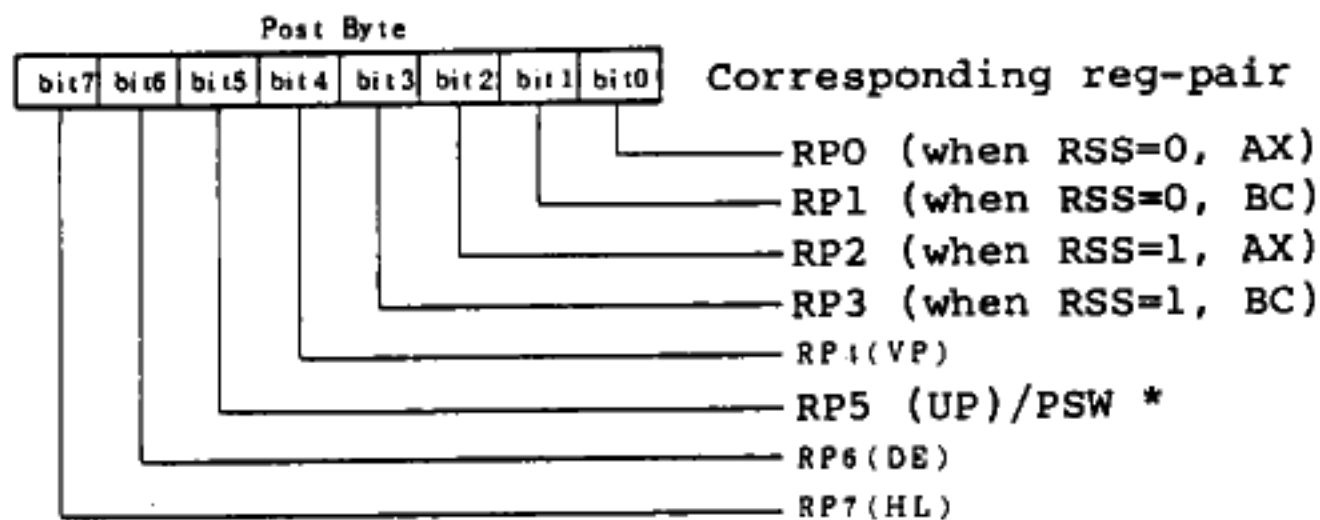 Post Byte
bit7 bit6 bit5 bit4 bit3 bit2 bit1 bit0 Corresponding reg-pair
RP0 (when RSS=0, AX)
RP1 (when RSS=0, BC)
RP2 (when RSS=1, AX)
RP3 (when RSS=1, BC)
RP4(VP)
RP5 (UP)/PSW *
RP6(DE)
RP7(HL)